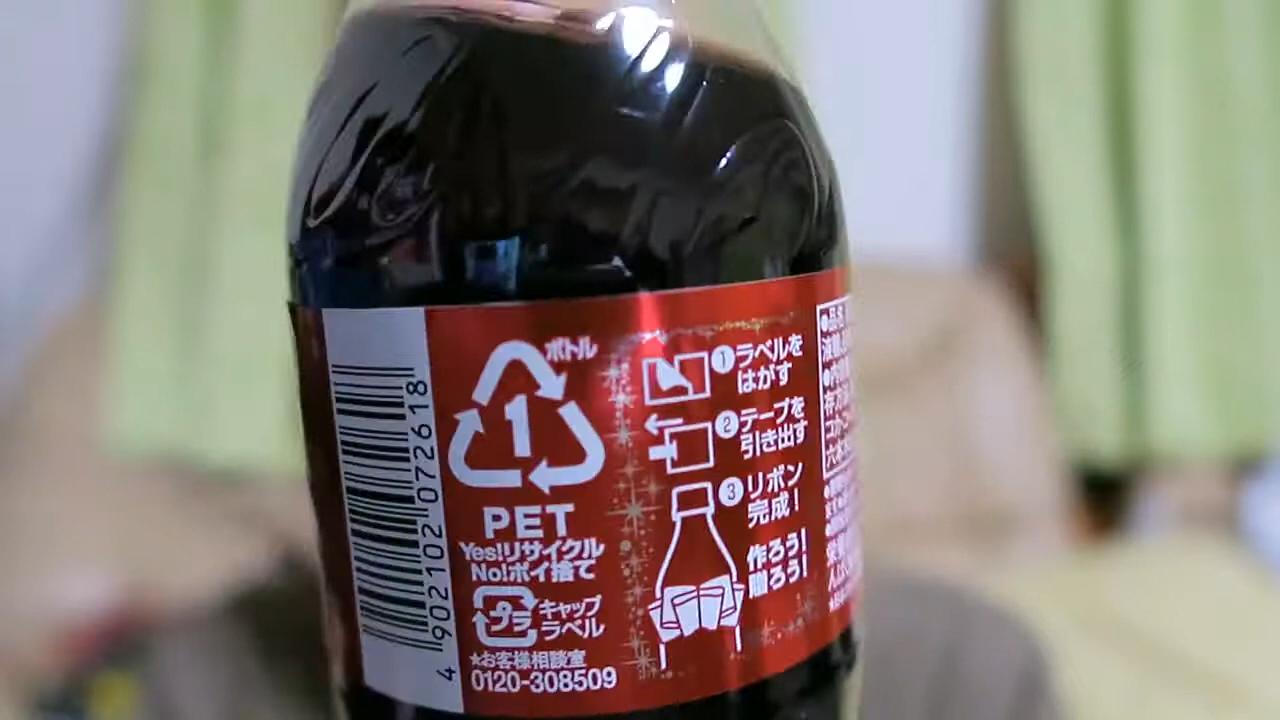 4 902102 072618
ボトル
1
PET
Yes!リサイクル
No!ポイ捨て
プラ
キャップ
ラベル
★お客様相談室
0120-308509
①ラベルを
はがす
②テープを
引き出す
③リボン
完成!
作ろう!
贈ろう!